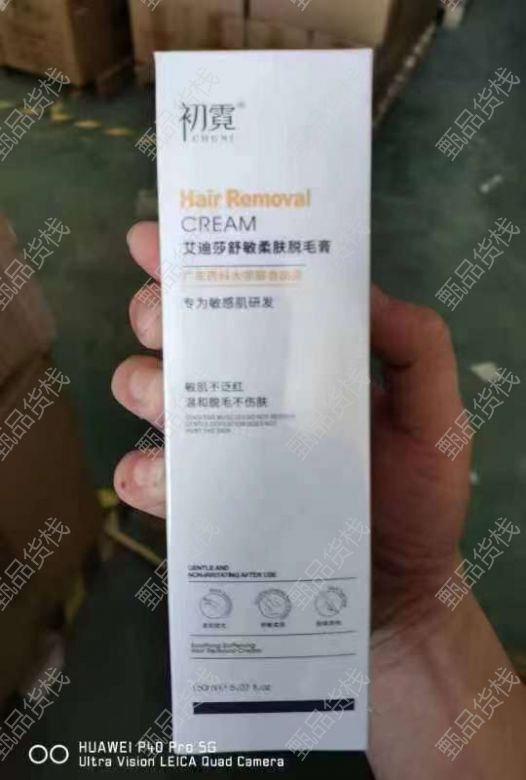 初霓®
CHUNI
Hair Removal
CREAM
艾迪莎舒敏柔肤脱毛膏
专为敏感肌研发
敏肌不泛红
温和脱毛不伤肤
GENTLE AND
NON-IRRITATING AFTER USE
Soothing Softening
Hair Removal Cream
HUAWEI P40 Pro 5G
Ultra Vision LEICA Quad Camera
甄品货栈